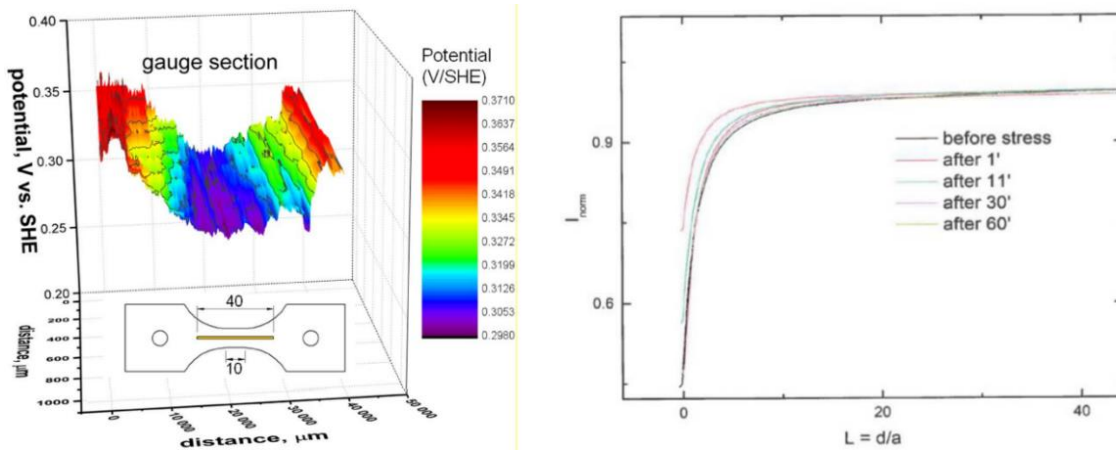 0.40
0.35
0.30
0.25
0.20
potential, V vs. SHE
gauge section
Potential
(V/SHE)
0.3710
0.3637
0.3564
0.3491
0.3418
0.3345
0.3272
0.3199
0.3126
0.3053
0.2980
0
200
400
600
800
1000
distance, μm
40
10
0
10 000
20 000
30 000
40 000
50 000
distance, μm
0.9
0.6
I norm
before stress
after 1'
after 11'
after 30'
after 60'
0
20
40
L = d/a